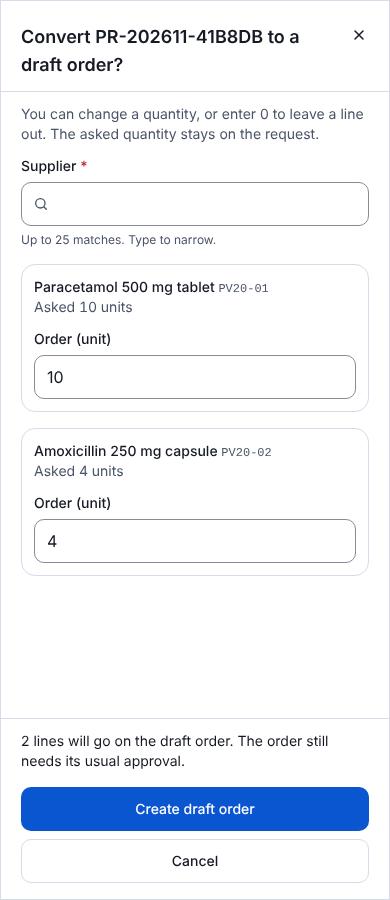 Convert PR-202611-41B8DB to a
draft order?
You can change a quantity, or enter 0 to leave a line
out. The asked quantity stays on the request.
Supplier *
Up to 25 matches. Type to narrow.
Paracetamol 500 mg tablet PV20-01
Asked 10 units
Order (unit)
10
Amoxicillin 250 mg capsule PV20-02
Asked 4 units
Order (unit)
4
2 lines will go on the draft order. The order still
needs its usual approval.
Create draft order
Cancel